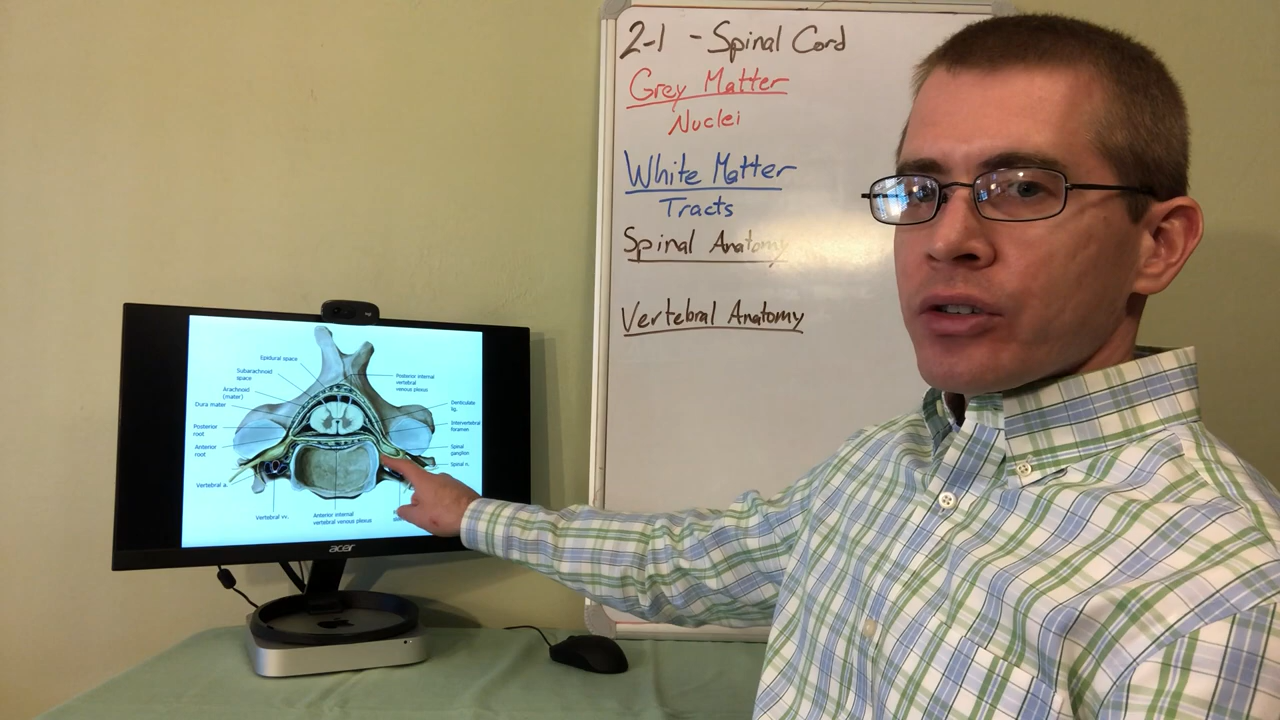 2-1 - Spinal Cord
Grey Matter
Nuclei
White Matter
Tracts
Spinal Anatomy
Vertebral Anatomy
Epidural space
Subarachnoid
space
Arachnoid
(mater)
Dura mater
Posterior
root
Anterior
root
Vertebral a.
Vertebral vv.
Anterior internal
vertebral venous plexus
Posterior internal
vertebral
venous plexus
Denticulate
lig.
Intervertebral
foramen
Spinal
ganglion
Spinal n.
acer